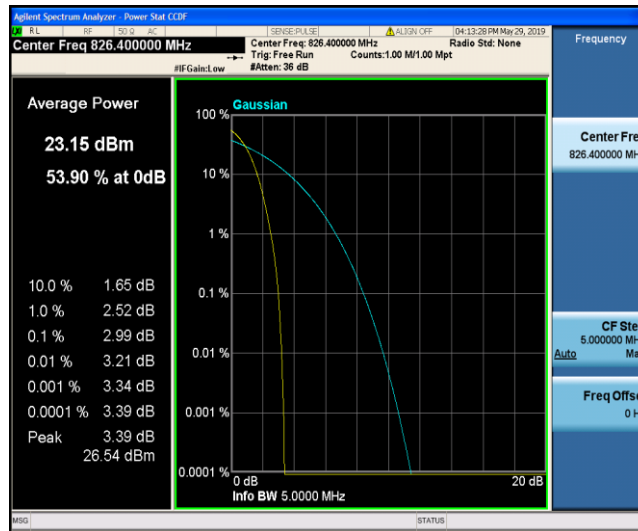 Agilent Spectrum Analyzer - Power Stat CCDF
RL RF 50 Ω AC SENSE:PULSE ALIGN OFF 04:13:28 PM May 29, 2019
Center Freq 826.400000 MHz
Center Freq: 826.400000 MHz Radio Std: None
Trig: Free Run Counts:1.00 M/1.00 Mpt
#IFGain:Low #Atten: 36 dB
Frequency
Average Power
23.15 dBm
53.90 % at 0dB
10.0 % 1.65 dB
1.0 % 2.52 dB
0.1 % 2.99 dB
0.01 % 3.21 dB
0.001 % 3.34 dB
0.0001 % 3.39 dB
Peak 3.39 dB
26.54 dBm
Gaussian
100 %
10 %
1 %
0.1 %
0.01 %
0.001 %
0.0001 %
0 dB 20 dB
Info BW 5.0000 MHz
Center Fre
826.400000 MH
CF Ste
5.000000 MH
Auto Ma
Freq Offs
0 H
MSG STATUS